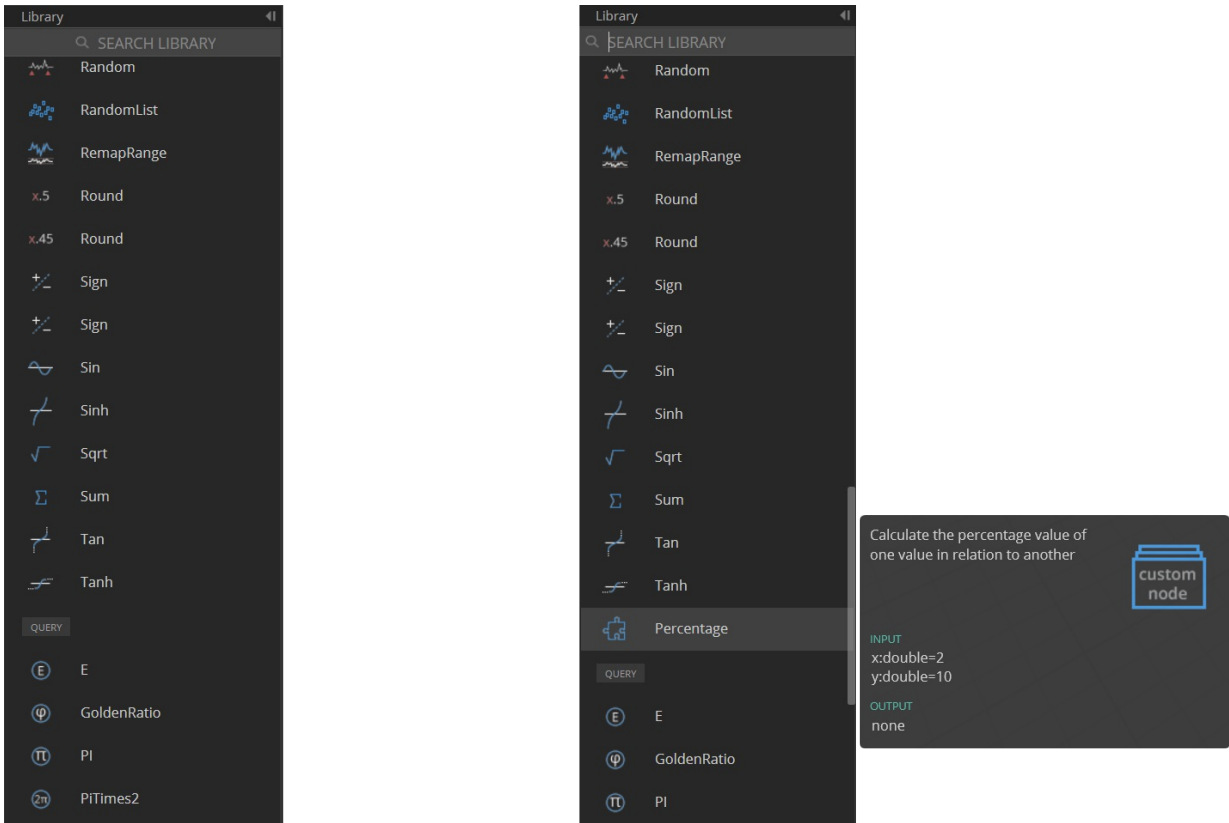 Library
SEARCH LIBRARY
Random
RandomList
RemapRange
x.5 Round
x.45 Round
Sign
Sign
Sin
Sinh
Sqrt
Σ Sum
Tan
Tanh
QUERY
E E
φ GoldenRatio
π PI
2π PiTimes2
Library
SEARCH LIBRARY
Random
RandomList
RemapRange
x.5 Round
x.45 Round
Sign
Sign
Sin
Sinh
Sqrt
Σ Sum
Tan
Tanh
Percentage
QUERY
E E
φ GoldenRatio
π PI
Calculate the percentage value of
one value in relation to another
custom
node
INPUT
x:double=2
y:double=10
OUTPUT
none